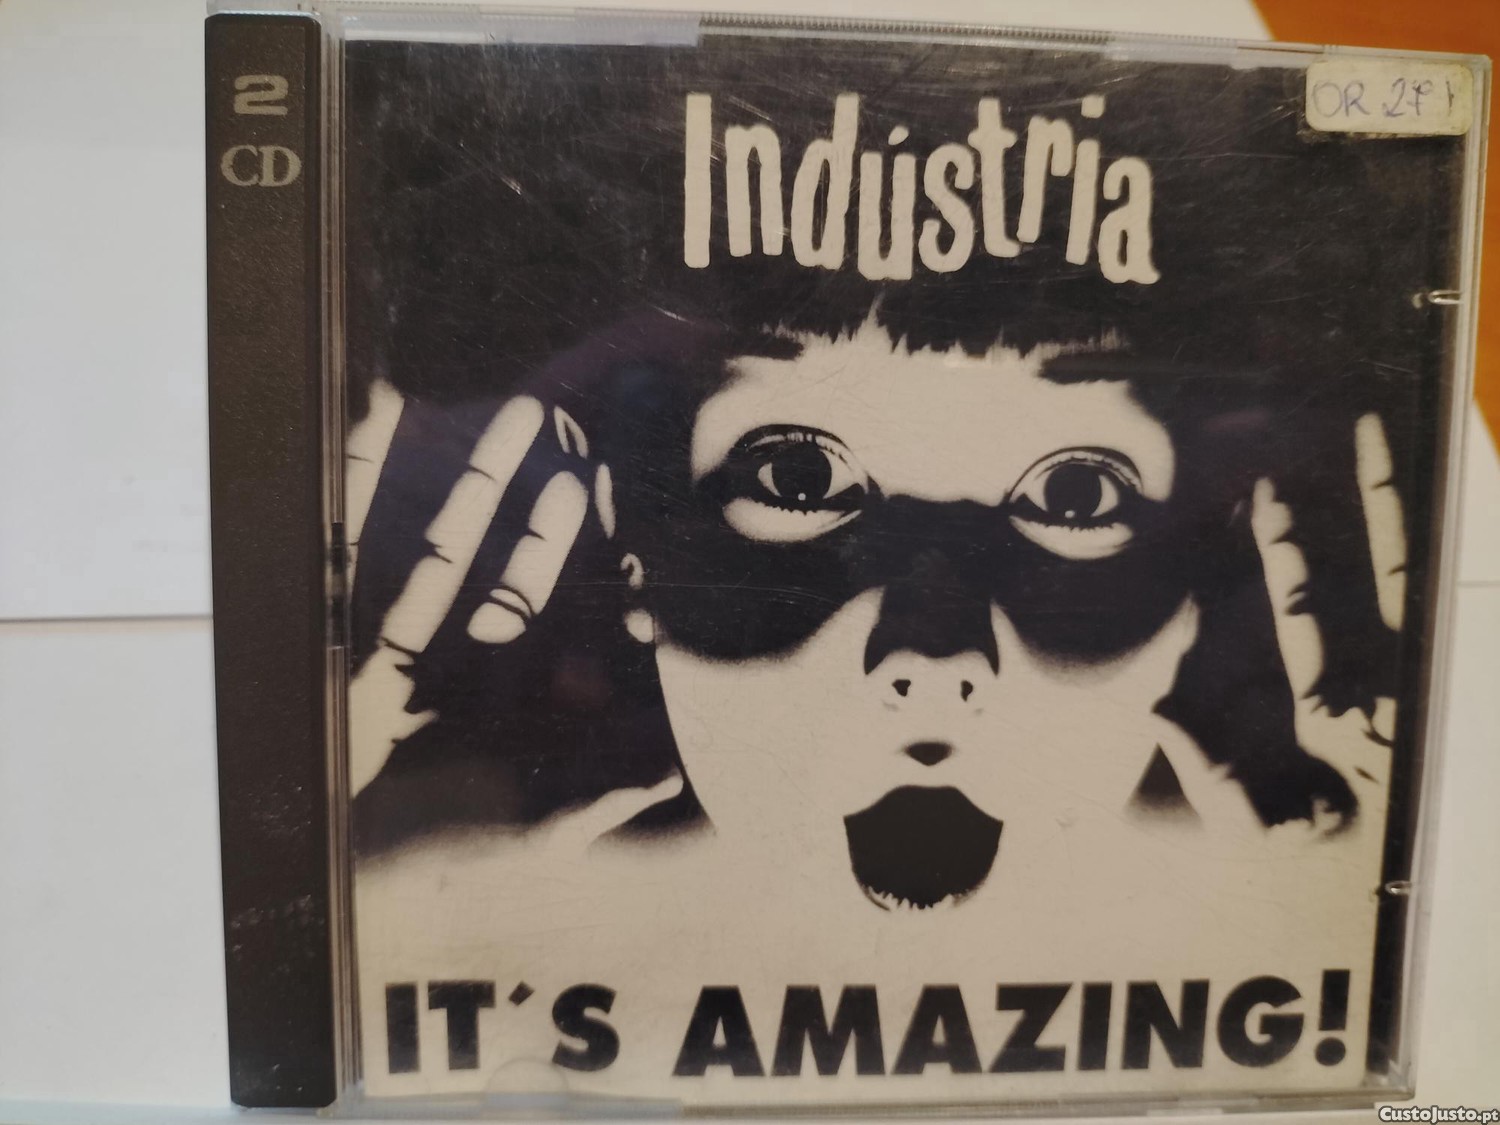 2
CD
OR 27
Indústria
IT´S AMAZING!
CustoJusto.pt